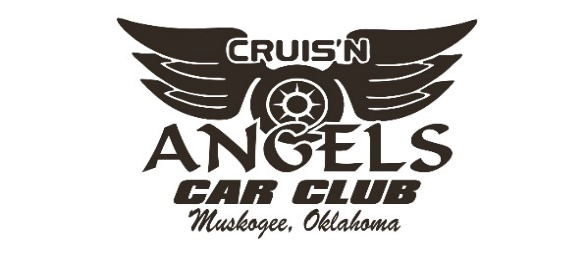 CRUIS'N
ANGELS
CAR CLUB
Muskogee, Oklahoma